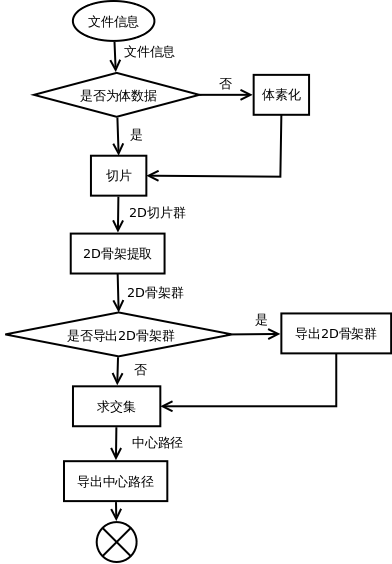 文件信息
文件信息
是否为体数据
否
体素化
是
切片
2D切片群
2D骨架提取
2D骨架群
是否导出2D骨架群
是
导出2D骨架群
否
求交集
中心路径
导出中心路径